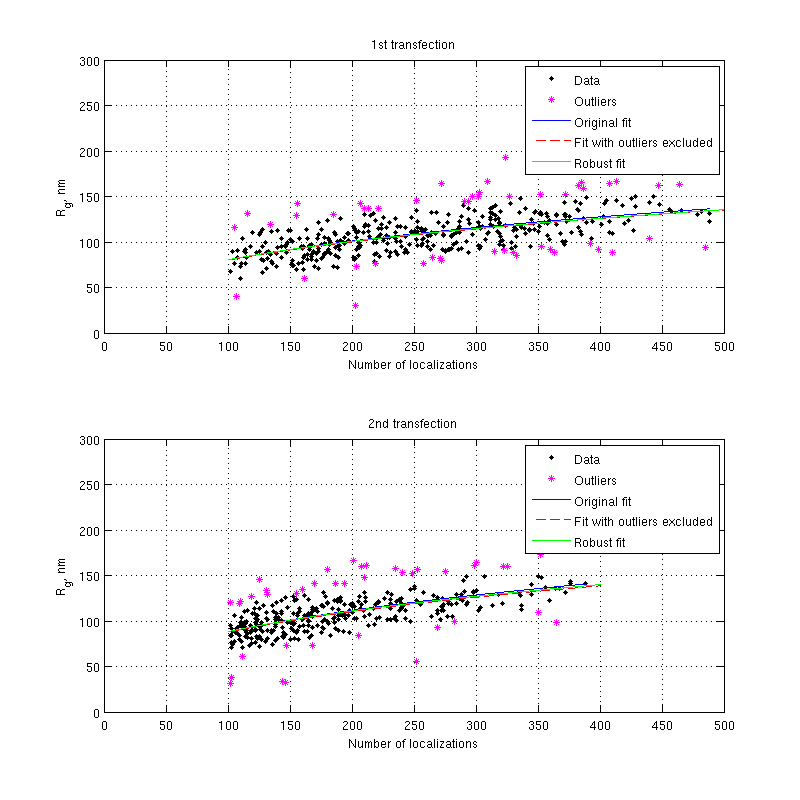 1st transfection
300
250
200
150
100
50
0
Rg, nm
Data
Outliers
Original fit
Fit with outliers excluded
Robust fit
0 50 100 150 200 250 300 350 400 450 500
Number of localizations
2nd transfection
300
250
200
150
100
50
0
Rg, nm
Data
Outliers
Original fit
Fit with outliers excluded
Robust fit
0 50 100 150 200 250 300 350 400 450 500
Number of localizations